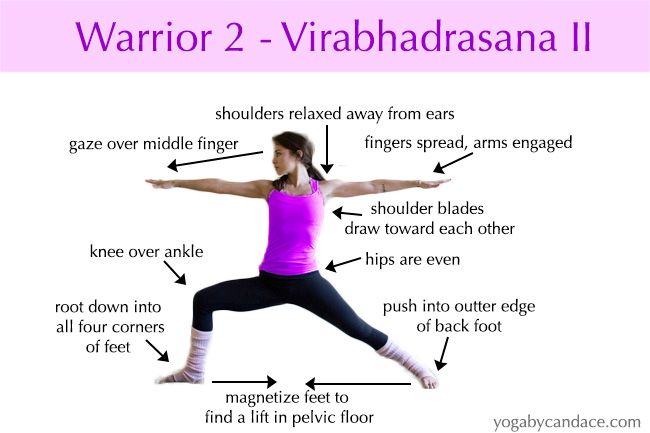 Warrior 2 - Virabhadrasana II
shoulders relaxed away from ears
gaze over middle finger
fingers spread, arms engaged
shoulder blades
draw toward each other
knee over ankle
hips are even
root down into
all four corners
of feet
push into outter edge
of back foot
magnetize feet to
find a lift in pelvic floor
yogabycandace.com